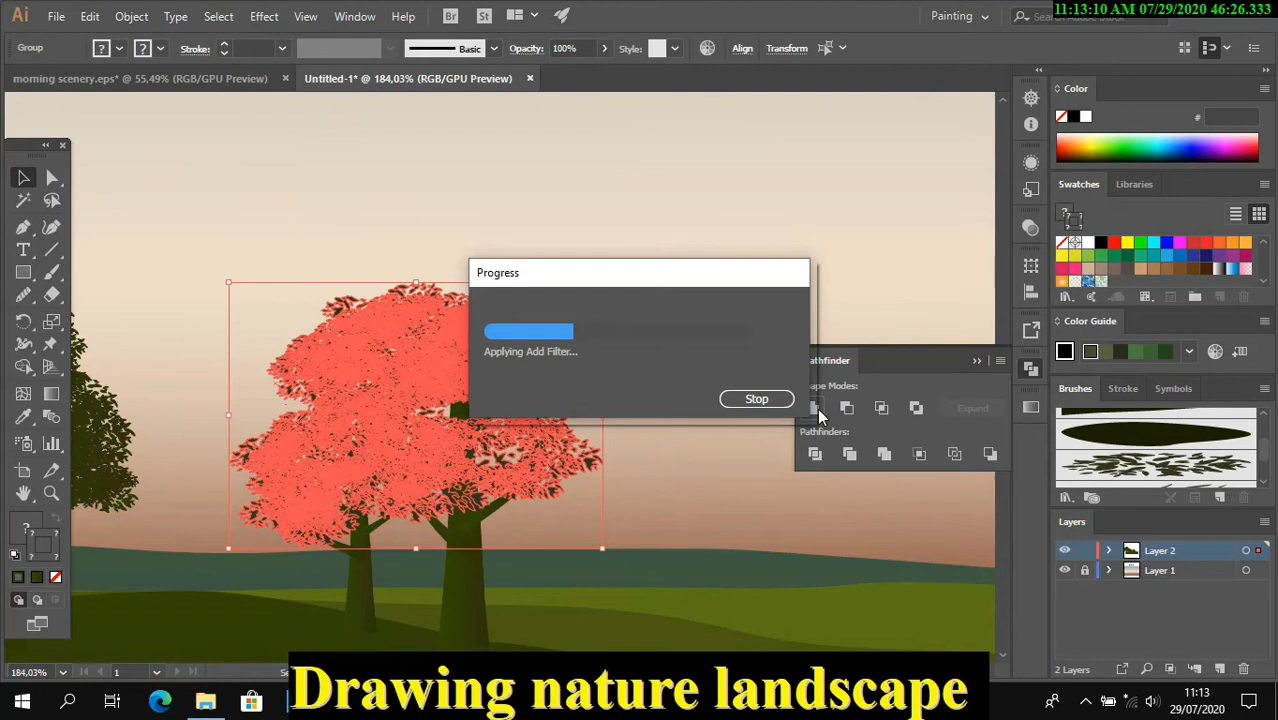 11:13:10 AM 07/29/2020 46:26.333
Ai File Edit Object Type Select Effect View Window Help Br St Painting
Group Stroke: Basic Opacity: 100% Style: Align Transform
morning scenery.eps* @ 55,49% (RGB/GPU Preview) Untitled-1* @ 184,03% (RGB/GPU Preview)
Color
#
Swatches Libraries
Progress
Applying Add Filter...
Stop
Color Guide
Pathfinder
Shape Modes:
Expand
Pathfinders:
Brushes Stroke Symbols
Layers
Layer 2
Layer 1
184,03% 1
2 Layers
Drawing nature landscape
11:13
29/07/2020